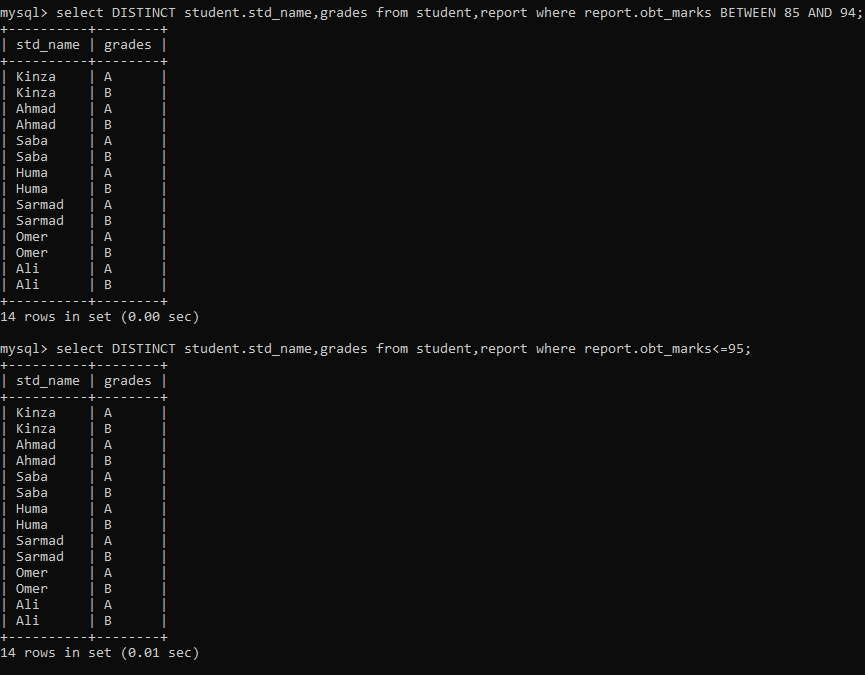 mysql> select DISTINCT student.std_name,grades from student,report where report.obt_marks BETWEEN 85 AND 94;
+----------+--------+
| std_name | grades |
+----------+--------+
| Kinza    | A      |
| Kinza    | B      |
| Ahmad    | A      |
| Ahmad    | B      |
| Saba     | A      |
| Saba     | B      |
| Huma     | A      |
| Huma     | B      |
| Sarmad   | A      |
| Sarmad   | B      |
| Omer     | A      |
| Omer     | B      |
| Ali      | A      |
| Ali      | B      |
+----------+--------+
14 rows in set (0.00 sec)
mysql> select DISTINCT student.std_name,grades from student,report where report.obt_marks<=95;
+----------+--------+
| std_name | grades |
+----------+--------+
| Kinza    | A      |
| Kinza    | B      |
| Ahmad    | A      |
| Ahmad    | B      |
| Saba     | A      |
| Saba     | B      |
| Huma     | A      |
| Huma     | B      |
| Sarmad   | A      |
| Sarmad   | B      |
| Omer     | A      |
| Omer     | B      |
| Ali      | A      |
| Ali      | B      |
+----------+--------+
14 rows in set (0.01 sec)